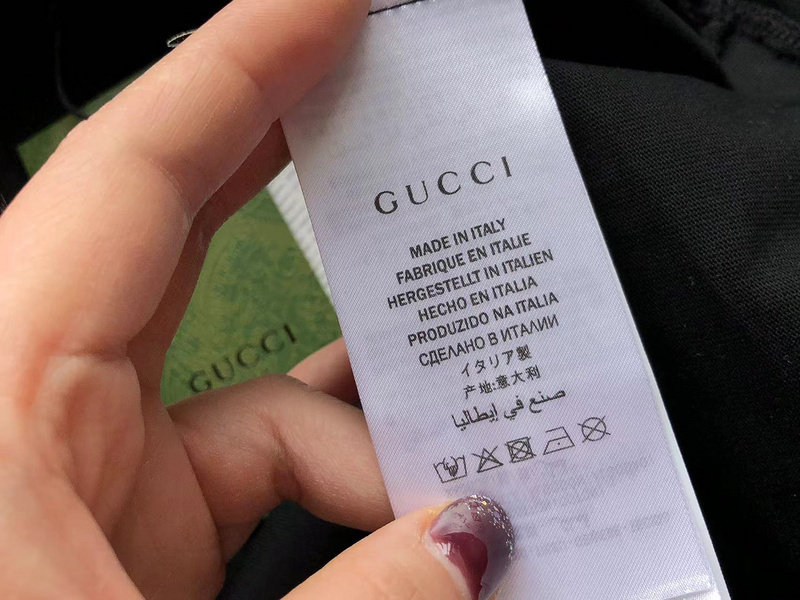 GUCCI
MADE IN ITALY
FABRIQUE EN ITALIE
HERGESTELLT IN ITALIEN
HECHO EN ITALIA
PRODUZIDO NA ITALIA
СДЕЛАНО В ИТАЛИИ
イタリア製
产地:意大利
صنع في إيطاليا
GUCCI